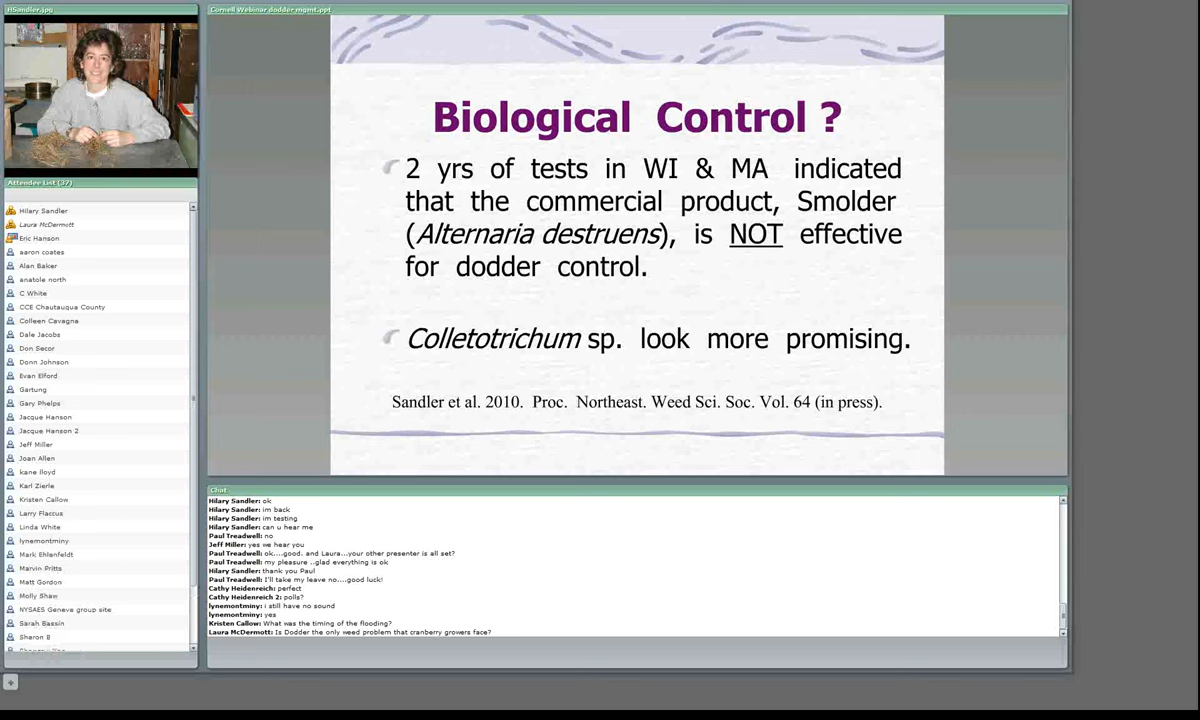 HSandler.jpg
Attendee List (37)
Hilary Sandler
Laura McDermott
Eric Hanson
aaron coates
Alan Baker
anatole north
C White
CCE Chautauqua County
Colleen Cavagna
Dale Jacobs
Don Secor
Donn Johnson
Evan Elford
Gartung
Gary Phelps
Jacque Hanson
Jacque Hanson 2
Jeff Miller
Joan Allen
kane lloyd
Karl Zierle
Kristen Callow
Larry Flaccus
Linda White
lynemontminy
Mark Ehlenfeldt
Marvin Pritts
Matt Gordon
Molly Shaw
NYSAES Geneva group site
Sarah Bassin
Sharon B
Cornell Webinar dodder mgmt.ppt
Biological Control ?
2 yrs of tests in WI & MA indicated
that the commercial product, Smolder
(Alternaria destruens), is NOT effective
for dodder control.
Colletotrichum sp. look more promising.
Sandler et al. 2010. Proc. Northeast. Weed Sci. Soc. Vol. 64 (in press).
Chat
Hilary Sandler: ok
Hilary Sandler: im back
Hilary Sandler: im testing
Hilary Sandler: can u hear me
Paul Treadwell: no
Jeff Miller: yes we hear you
Paul Treadwell: ok....good. and Laura...your other presenter is all set?
Paul Treadwell: my pleasure ..glad everything is ok
Hilary Sandler: thank you Paul
Paul Treadwell: I'll take my leave no....good luck!
Cathy Heidenreich: perfect
Cathy Heidenreich 2: polls?
lynemontminy: i still have no sound
lynemontminy: yes
Kristen Callow: What was the timing of the flooding?
Laura McDermott: Is Dodder the only weed problem that cranberry growers face?